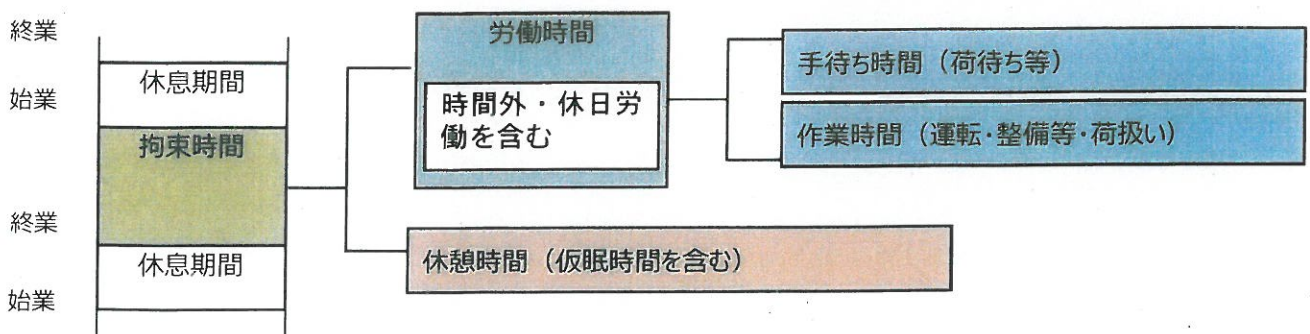 終業
休息期間
始業
拘束時間
終業
休息期間
始業
労働時間
時間外・休日労
働を含む
手待ち時間（荷待ち等）
作業時間（運転・整備等・荷扱い）
休憩時間（仮眠時間を含む）